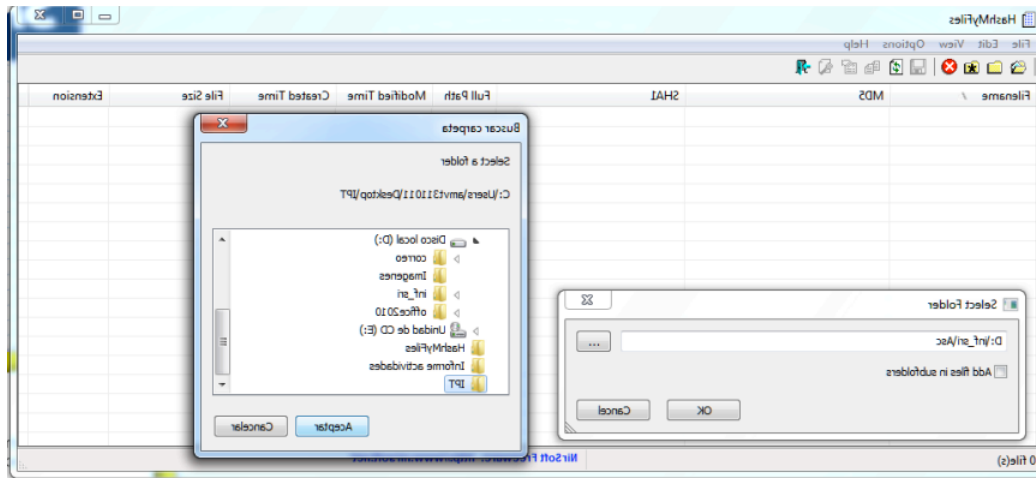 HashMyFiles
File Edit View Options Help
Filename / MD5 SHA1 Full Path Modified Time Created Time File Size Extension
Buscar carpeta
Select a folder
C:\Users\amvt311011\Desktop\IPT
Disco local (D:)
correo
Imagenes
inf_sri
office2010
Unidad de CD (E:)
HashMyFiles
Informe actividades
IPT
Aceptar Cancelar
Select Folder
D:\inf_sri\Asc
...
Add files in subfolders
OK Cancel
0 file(s)
NirSoft Freeware.